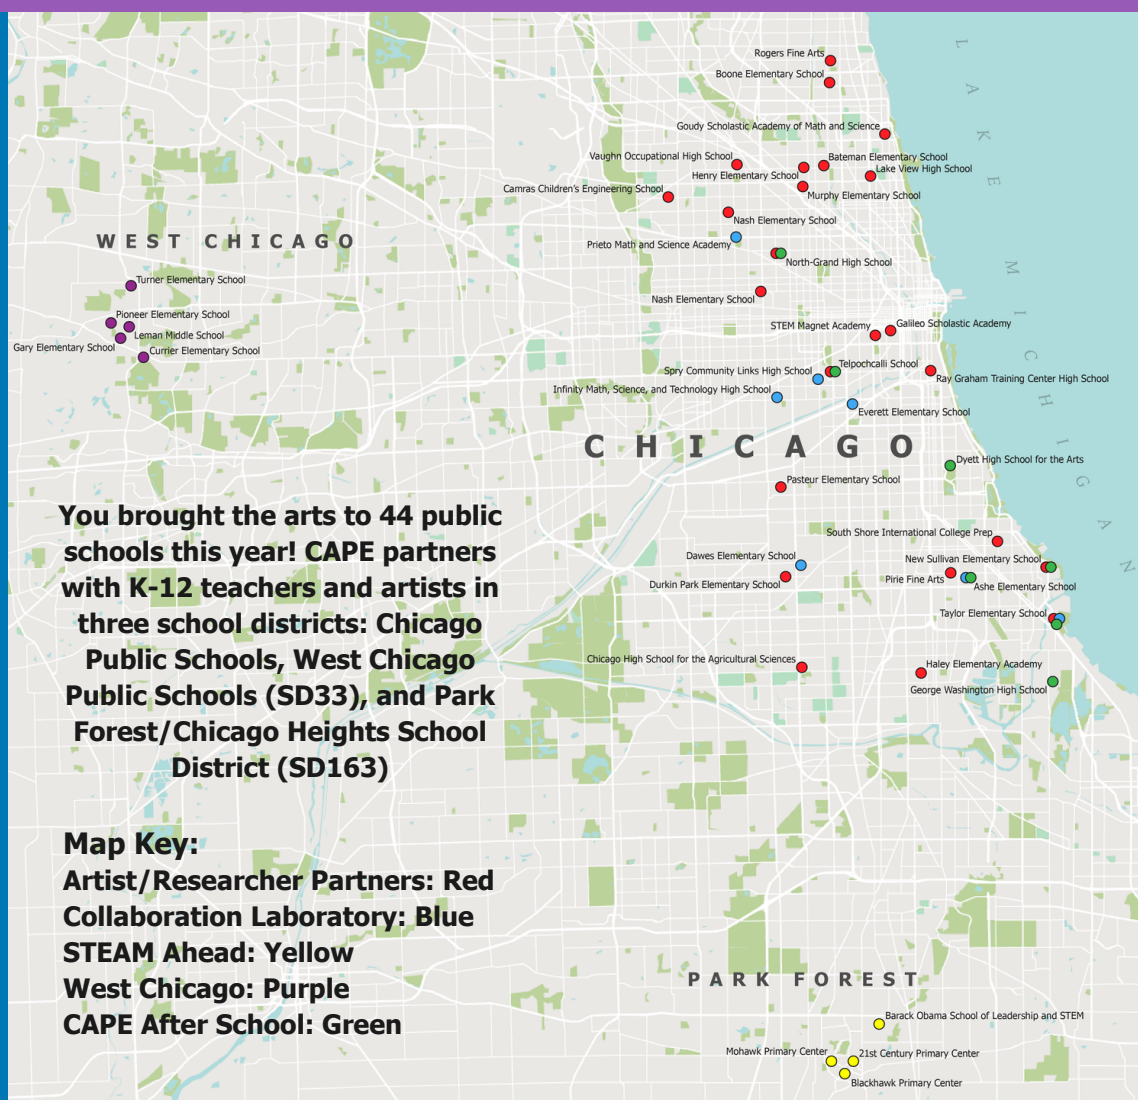 Rogers Fine Arts
Boone Elementary School
Goudy Scholastic Academy of Math and Science
Vaughn Occupational High School
Bateman Elementary School
Henry Elementary School
Lake View High School
Camras Children's Engineering School
Murphy Elementary School
Nash Elementary School
Prieto Math and Science Academy
North-Grand High School
Nash Elementary School
STEM Magnet Academy
Galileo Scholastic Academy
Spry Community Links High School
Telpochcalli School
Ray Graham Training Center High School
Infinity Math, Science, and Technology High School
Everett Elementary School
LAKE MICHIGAN
WEST CHICAGO
Turner Elementary School
Pioneer Elementary School
Leman Middle School
Gary Elementary School
Currier Elementary School
CHICAGO
Dyett High School for the Arts
Pasteur Elementary School
South Shore International College Prep
Dawes Elementary School
New Sullivan Elementary School
Durkin Park Elementary School
Pirie Fine Arts
Ashe Elementary School
Taylor Elementary School
Chicago High School for the Agricultural Sciences
Haley Elementary Academy
George Washington High School
You brought the arts to 44 public
schools this year! CAPE partners
with K-12 teachers and artists in
three school districts: Chicago
Public Schools, West Chicago
Public Schools (SD33), and Park
Forest/Chicago Heights School
District (SD163)
Map Key:
Artist/Researcher Partners: Red
Collaboration Laboratory: Blue
STEAM Ahead: Yellow
West Chicago: Purple
CAPE After School: Green
PARK FOREST
Barack Obama School of Leadership and STEM
Mohawk Primary Center
21st Century Primary Center
Blackhawk Primary Center